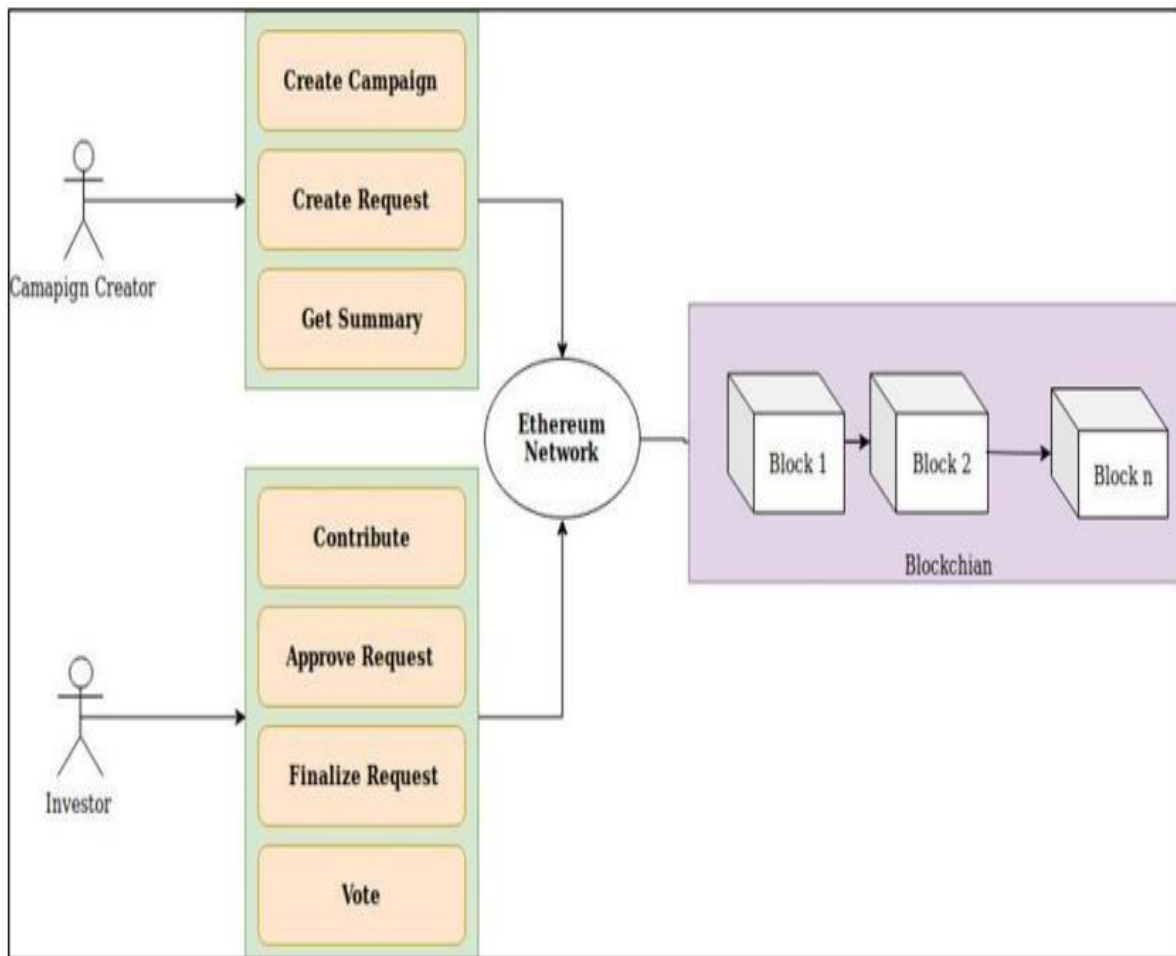 Create Campaign
Create Request
Get Summary
Camapign Creator
Ethereum
Network
Block 1
Block 2
Block n
Blockchian
Contribute
Approve Request
Finalize Request
Vote
Investor